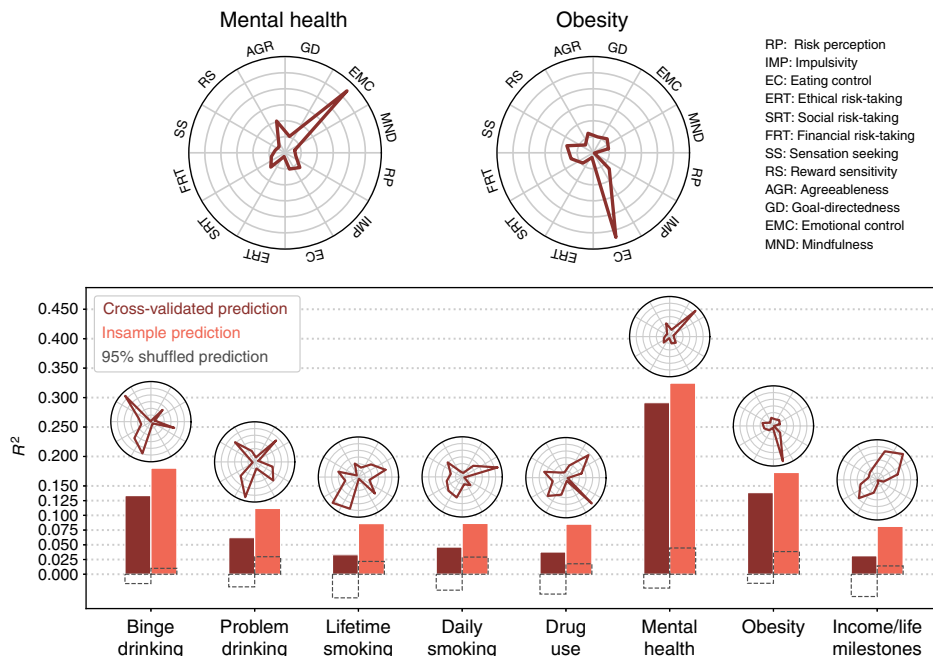 Mental health
Obesity
AGR GD EMC MND RP IMP EC ERT SRT FRT SS RS
AGR GD EMC MND RP IMP EC ERT SRT FRT SS RS
RP: Risk perception
IMP: Impulsivity
EC: Eating control
ERT: Ethical risk-taking
SRT: Social risk-taking
FRT: Financial risk-taking
SS: Sensation seeking
RS: Reward sensitivity
AGR: Agreeableness
GD: Goal-directedness
EMC: Emotional control
MND: Mindfulness
Cross-validated prediction
Insample prediction
95% shuffled prediction
R²
0.450
0.400
0.350
0.300
0.250
0.200
0.150
0.125
0.100
0.075
0.050
0.025
0.000
Binge
drinking
Problem
drinking
Lifetime
smoking
Daily
smoking
Drug
use
Mental
health
Obesity
Income/life
milestones